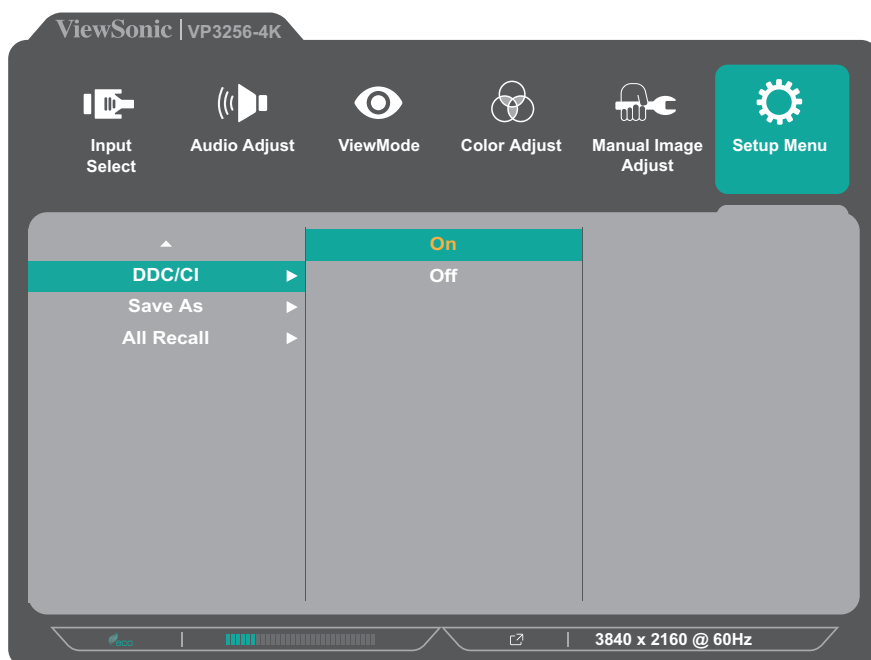 ViewSonic | VP3256-4K
Input
Select
Audio Adjust
ViewMode
Color Adjust
Manual Image
Adjust
Setup Menu
On
DDC/CI
Off
Save As
All Recall
eco
3840 x 2160 @ 60Hz